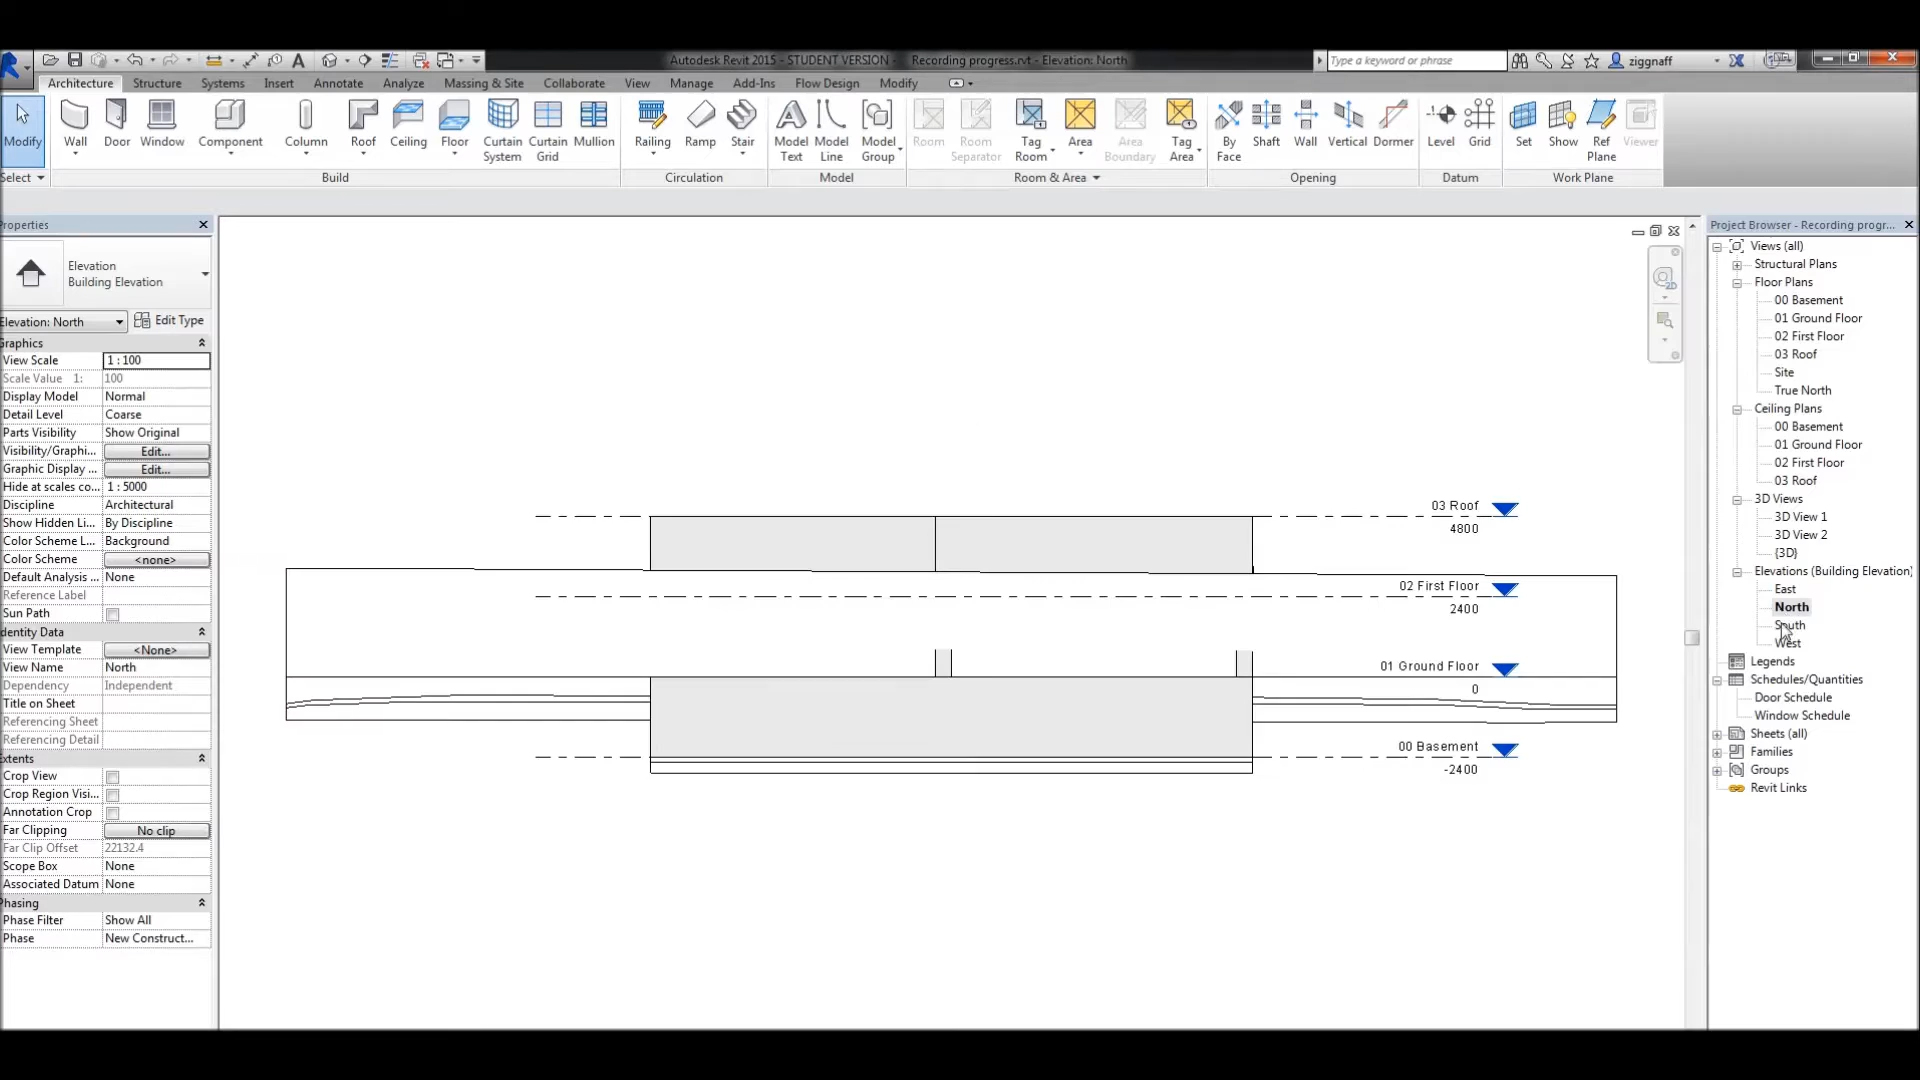 Autodesk Revit 2015 - STUDENT VERSION - Recording progress.rvt - Elevation: North
Type a keyword or phrase
ziggnaff
Architecture Structure Systems Insert Annotate Analyze Massing & Site Collaborate View Manage Add-Ins Flow Design Modify
Modify Wall Door Window Component Column Roof Ceiling Floor Curtain System Curtain Grid Mullion Railing Ramp Stair Model Text Model Line Model Group Room Room Separator Tag Room Area Area Boundary Tag Area By Face Shaft Wall Vertical Dormer Level Grid Set Show Ref Plane Viewer
Select Build Circulation Model Room & Area Opening Datum Work Plane
Properties
Elevation
Building Elevation
Elevation: North Edit Type
Graphics
View Scale 1 : 100
Scale Value 1: 100
Display Model Normal
Detail Level Coarse
Parts Visibility Show Original
Visibility/Graphi... Edit...
Graphic Display ... Edit...
Hide at scales co... 1 : 5000
Discipline Architectural
Show Hidden Li... By Discipline
Color Scheme L... Background
Color Scheme <none>
Default Analysis ... None
Reference Label
Sun Path
Identity Data
View Template <None>
View Name North
Dependency Independent
Title on Sheet
Referencing Sheet
Referencing Detail
Extents
Crop View
Crop Region Visi...
Annotation Crop
Far Clipping No clip
Far Clip Offset 22132.4
Scope Box None
Associated Datum None
Phasing
Phase Filter Show All
Phase New Construct...
2D
03 Roof
4800
02 First Floor
2400
01 Ground Floor
0
00 Basement
-2400
Project Browser - Recording progr...
Views (all)
Structural Plans
Floor Plans
00 Basement
01 Ground Floor
02 First Floor
03 Roof
Site
True North
Ceiling Plans
00 Basement
01 Ground Floor
02 First Floor
03 Roof
3D Views
3D View 1
3D View 2
{3D}
Elevations (Building Elevation)
East
North
South
West
Legends
Schedules/Quantities
Door Schedule
Window Schedule
Sheets (all)
Families
Groups
Revit Links